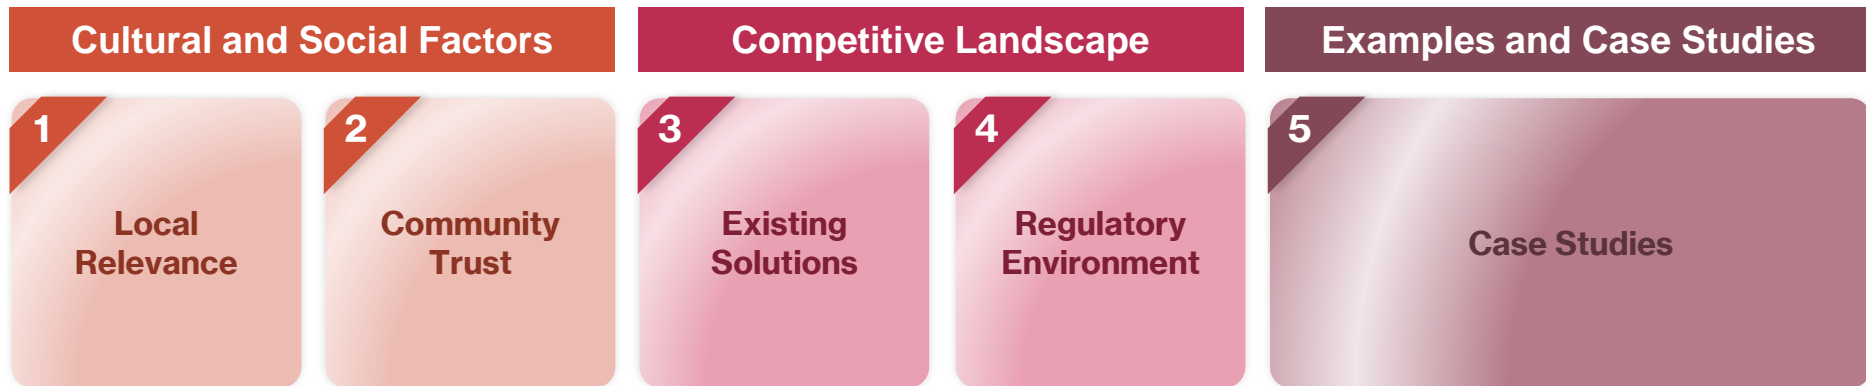 Cultural and Social Factors
Competitive Landscape
Examples and Case Studies
1
Local
Relevance
2
Community
Trust
3
Existing
Solutions
4
Regulatory
Environment
5
Case Studies